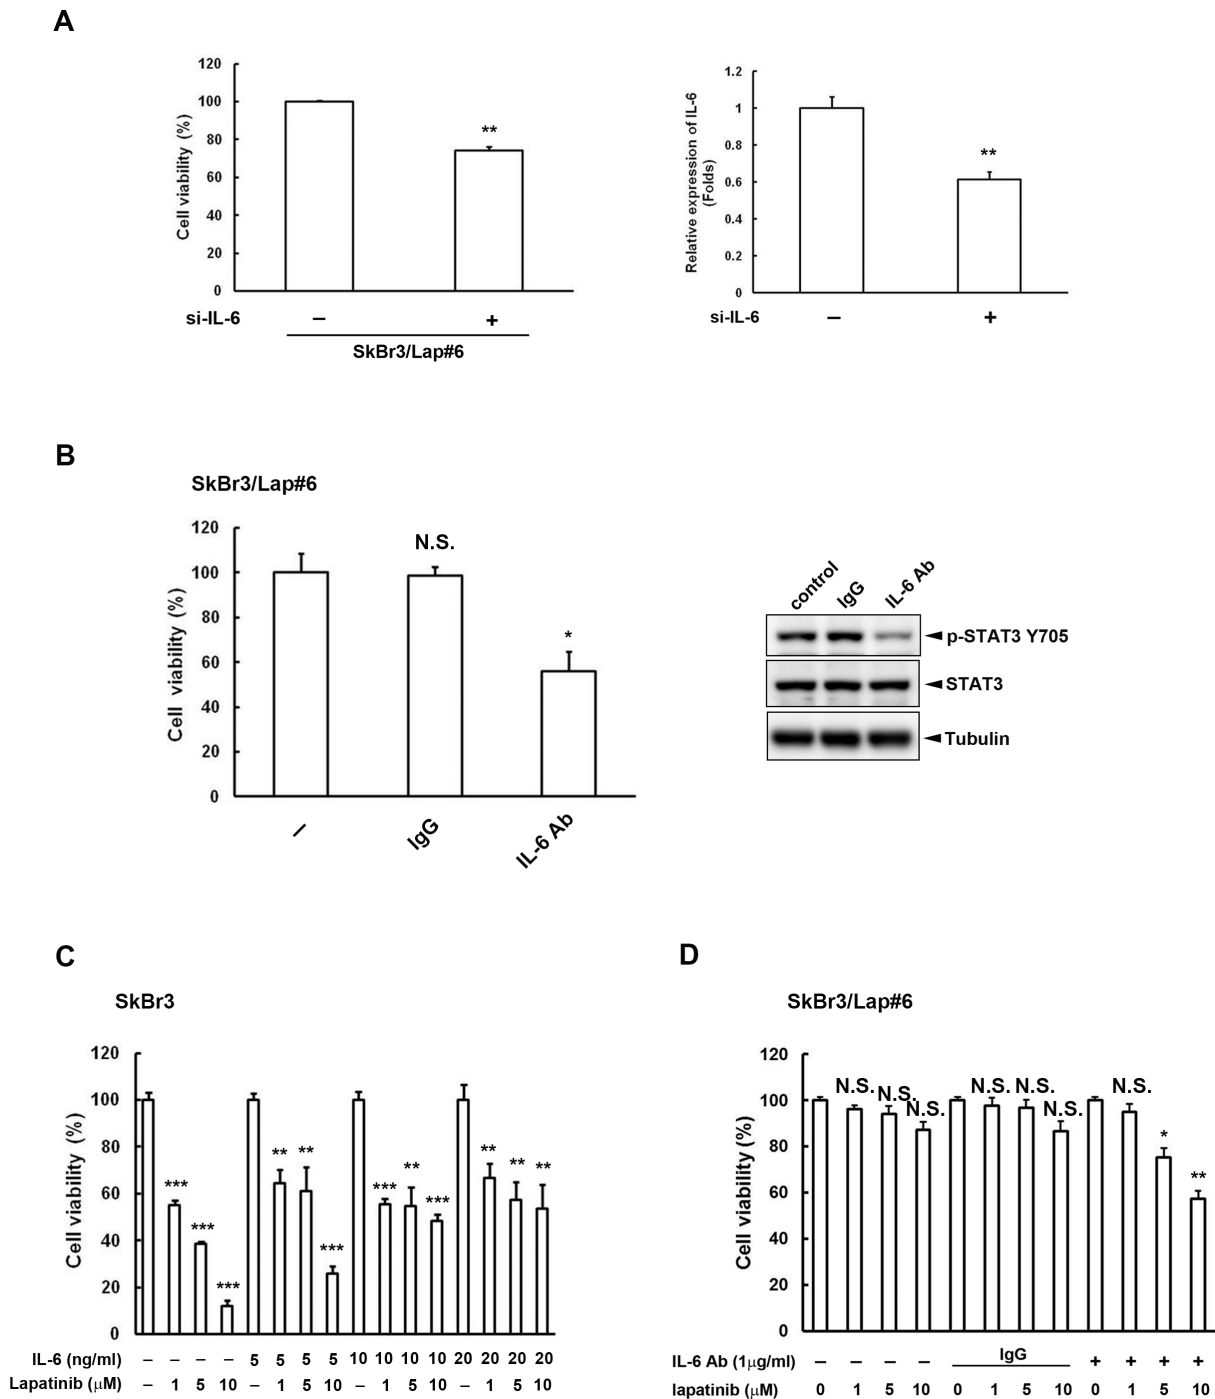 A
120
100
80
60
40
20
0
Cell viability (%)
**
si-IL-6
–
+
SkBr3/Lap#6
1.2
1
0.8
0.6
0.4
0.2
0
Relative expression of IL-6
(Folds)
**
si-IL-6
–
+
B
SkBr3/Lap#6
120
100
80
60
40
20
0
Cell viability (%)
N.S.
*
–
IgG
IL-6 Ab
control
IgG
IL-6 Ab
p-STAT3 Y705
STAT3
Tubulin
C
SkBr3
120
100
80
60
40
20
0
Cell viability (%)
*** *** *** ** ** *** *** ** *** ** ** **
IL-6 (ng/ml) – – – – 5 5 5 5 10 10 10 10 20 20 20 20
Lapatinib (μM) – 1 5 10 – 1 5 10 – 1 5 10 – 1 5 10
D
SkBr3/Lap#6
120
100
80
60
40
20
0
Cell viability (%)
N.S. N.S. N.S. N.S. N.S. N.S. N.S. * **
IL-6 Ab (1μg/ml) – – – – IgG + + + +
lapatinib (μM) 0 1 5 10 0 1 5 10 0 1 5 10